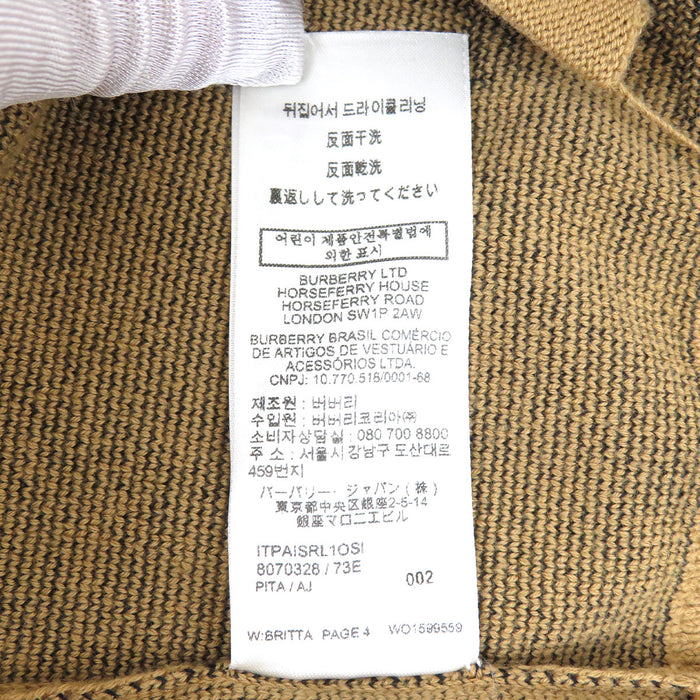 뒤집어서 드라이클리닝
反面干洗
反面乾洗
裏返しして洗ってください
어린이 제품안전특별법에
의한 표시
BURBERRY LTD
HORSEFERRY HOUSE
HORSEFERRY ROAD
LONDON SW1P 2AW
BURBERRY BRASIL COMÉRCIO
DE ARTIGOS DE VESTUÁRIO E
ACESSÓRIOS LTDA.
CNPJ: 10.770.516/0001-68
제조원 : 버버리
수입원 : 버버리코리아㈜
소비자상담실 : 080 700 8800
주 소 : 서울시 강남구 도산대로
459번지
バーバリー・ジャパン(株)
東京都中央区銀座2-5-14
銀座マロニエビル
ITPAISRL1OSI
8070328 / 73E
PITA / AJ 002
W:BRITTA PAGE 4 WO1599559